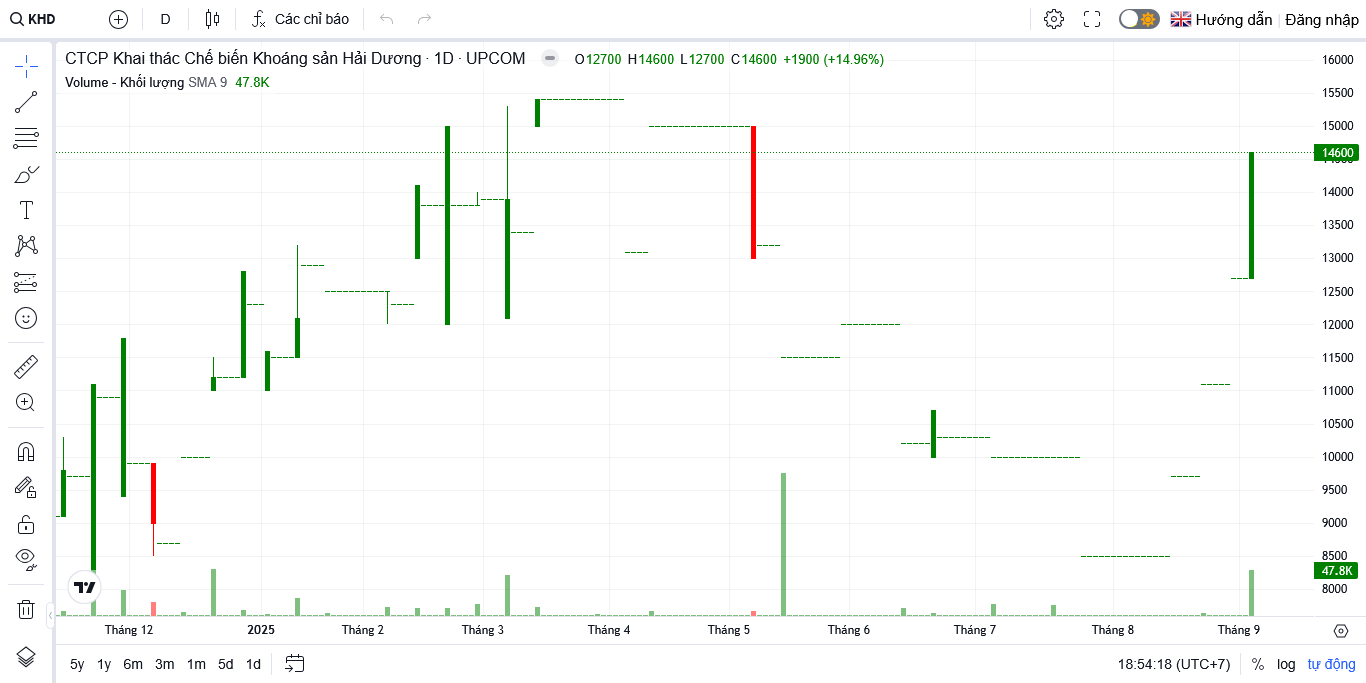 KHD D Các chỉ báo Hướng dẫn Đăng nhập
CTCP Khai thác Chế biến Khoáng sản Hải Dương · 1D · UPCOM O12700 H14600 L12700 C14600 +1900 (+14.96%)
Volume - Khối lượng SMA 9 47.8K
16000
15500
15000
14600
14000
13500
13000
12500
12000
11500
11000
10500
10000
9500
9000
8500
47.8K
8000
Tháng 12 2025 Tháng 2 Tháng 3 Tháng 4 Tháng 5 Tháng 6 Tháng 7 Tháng 8 Tháng 9
5y 1y 6m 3m 1m 5d 1d 18:54:18 (UTC+7) % log tự động